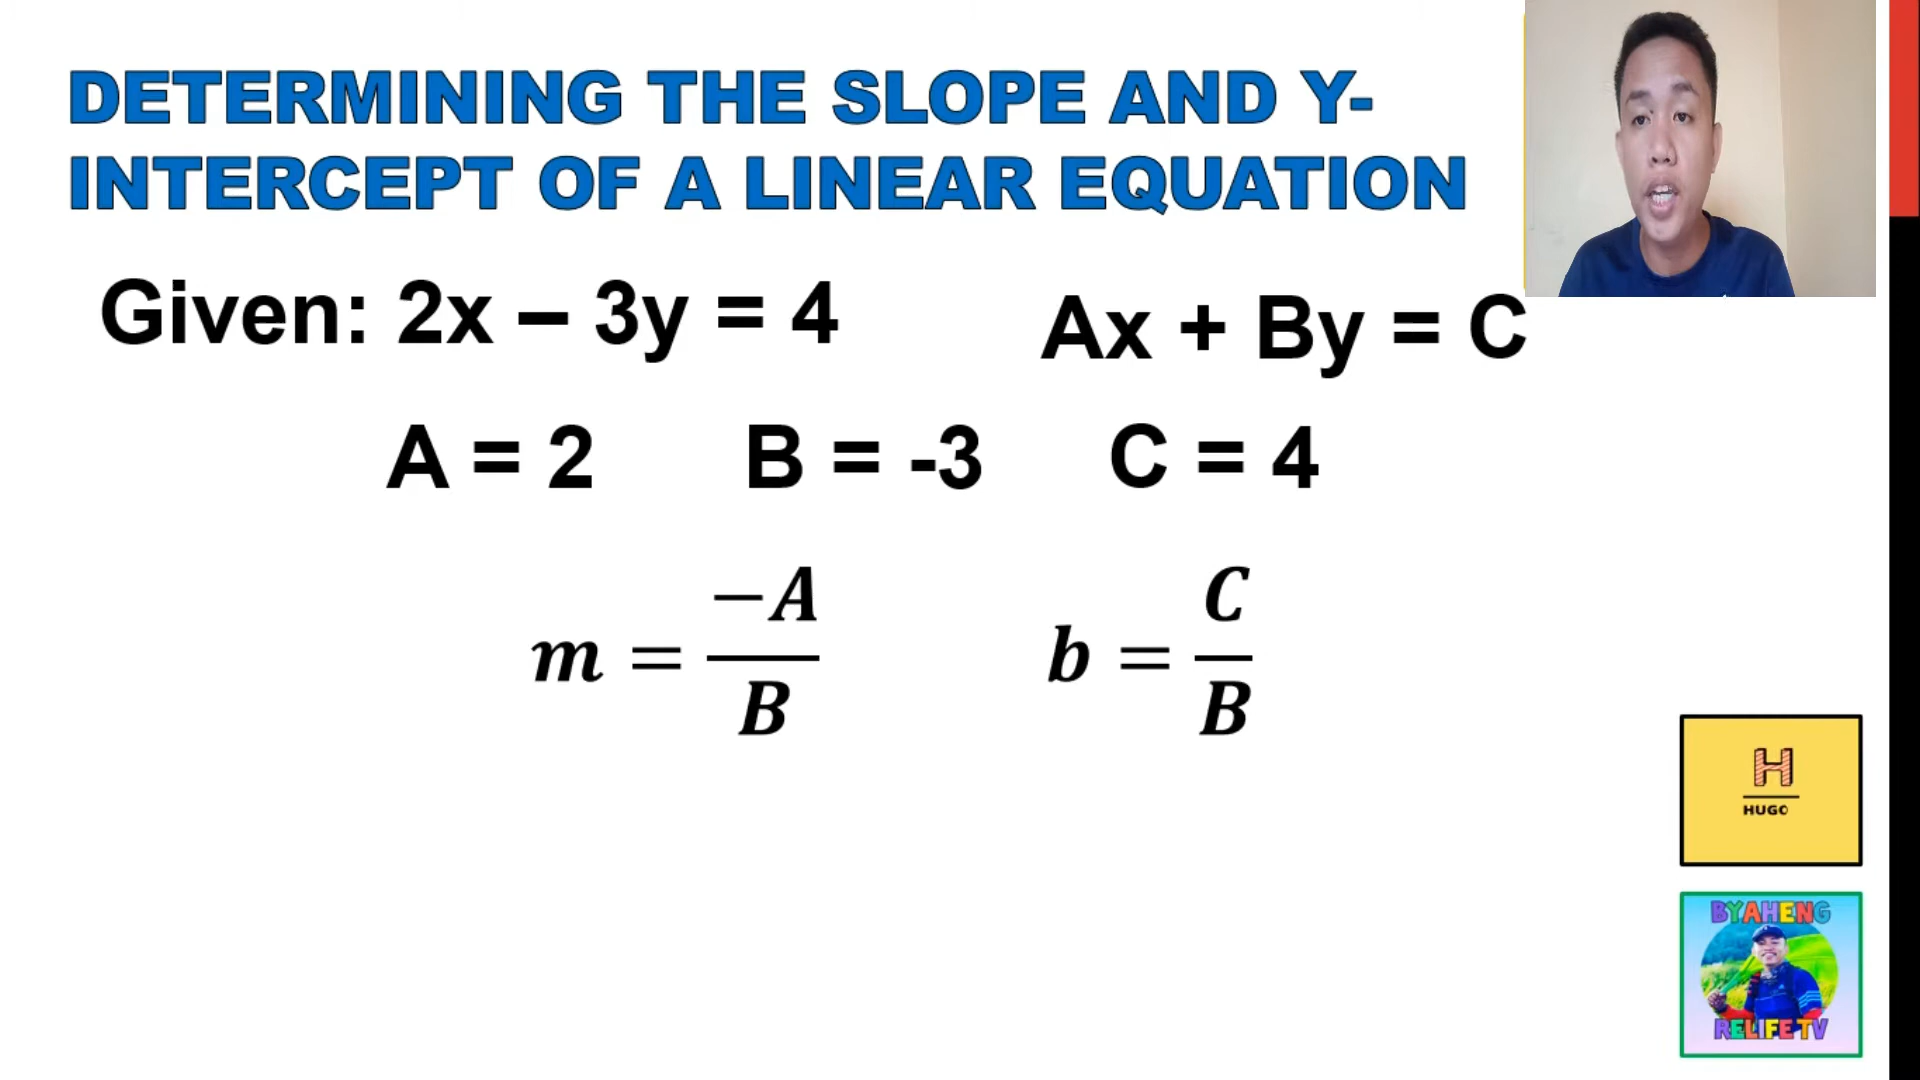 DETERMINING THE SLOPE AND Y-
INTERCEPT OF A LINEAR EQUATION
Given: 2x – 3y = 4
Ax + By = C
A = 2 B = -3 C = 4
m = −A/B b = C/B
H
HUGO
BYAHENG
RELIFE TV